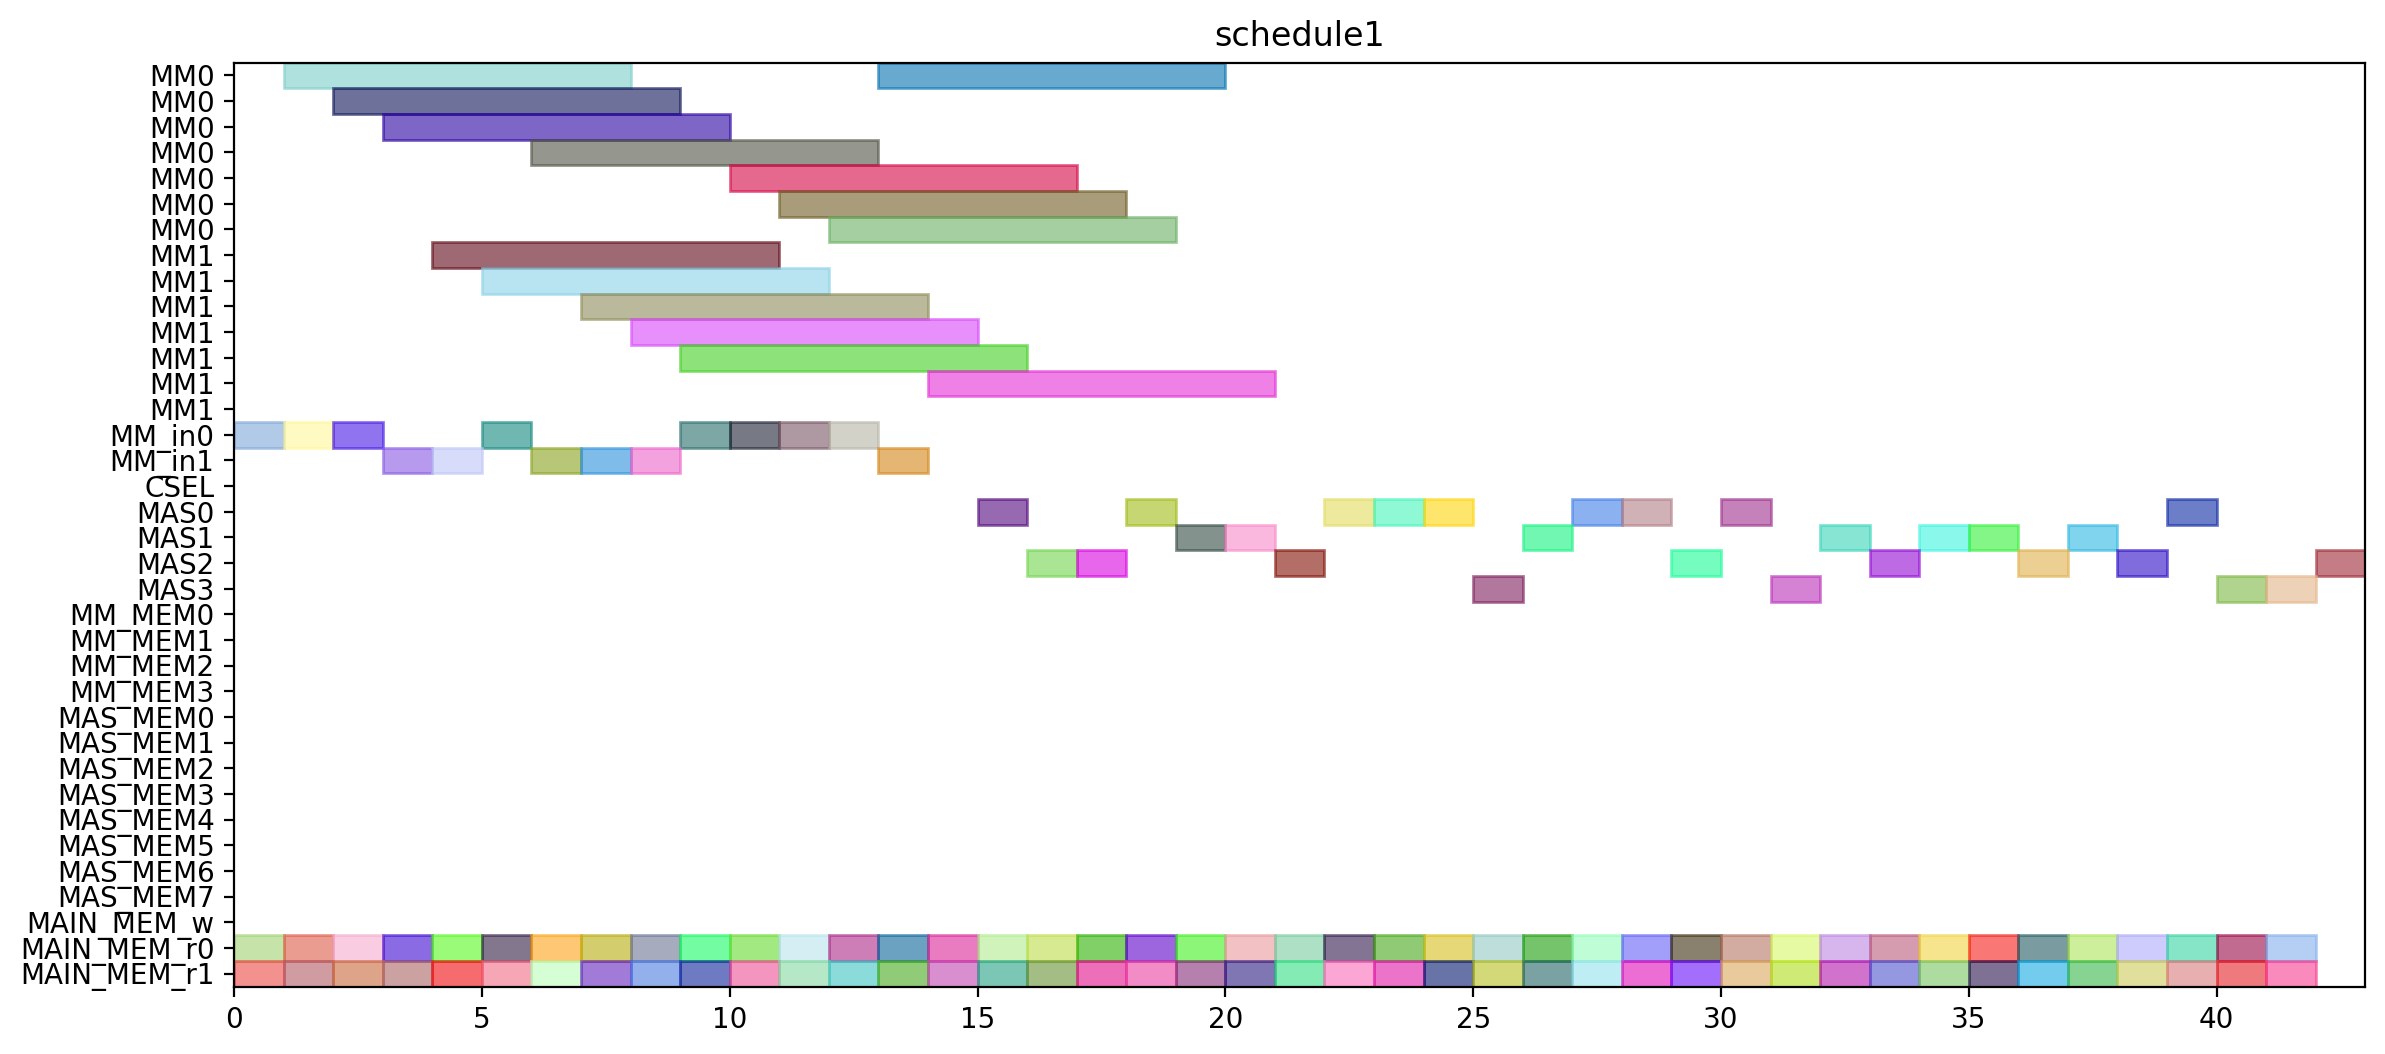 schedule1
MM0
MM0
MM0
MM0
MM0
MM0
MM0
MM1
MM1
MM1
MM1
MM1
MM1
MM1
MM_in0
MM_in1
CSEL
MAS0
MAS1
MAS2
MAS3
MM_MEM0
MM_MEM1
MM_MEM2
MM_MEM3
MAS_MEM0
MAS_MEM1
MAS_MEM2
MAS_MEM3
MAS_MEM4
MAS_MEM5
MAS_MEM6
MAS_MEM7
MAIN_MEM_w
MAIN_MEM_r0
MAIN_MEM_r1
0 5 10 15 20 25 30 35 40